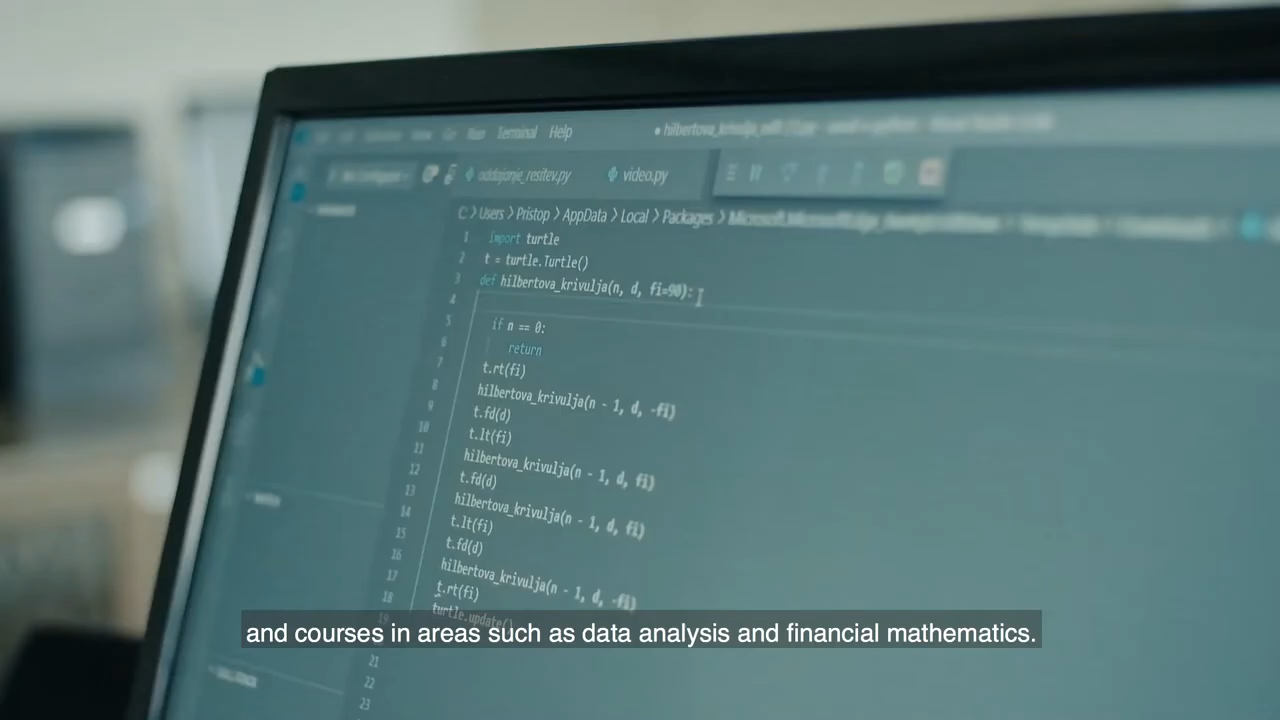 Run Terminal Help
oddajanje_resitev.py video.py
C: > Users > Pristop > AppData > Local > Packages >
1 import turtle
2 t = turtle.Turtle()
3 def hilbertova_krivulja(n, d, fi=90):
4
5 if n == 0:
6 return
7 t.rt(fi)
8 hilbertova_krivulja(n - 1, d, -fi)
9 t.fd(d)
10 t.lt(fi)
11 hilbertova_krivulja(n - 1, d, fi)
12 t.fd(d)
13 hilbertova_krivulja(n - 1, d, fi)
14 t.lt(fi)
15 t.fd(d)
16 hilbertova_krivulja(n - 1, d, -fi)
17 t.rt(fi)
18 turtle.update()
19
and courses in areas such as data analysis and financial mathematics.
21
22
23